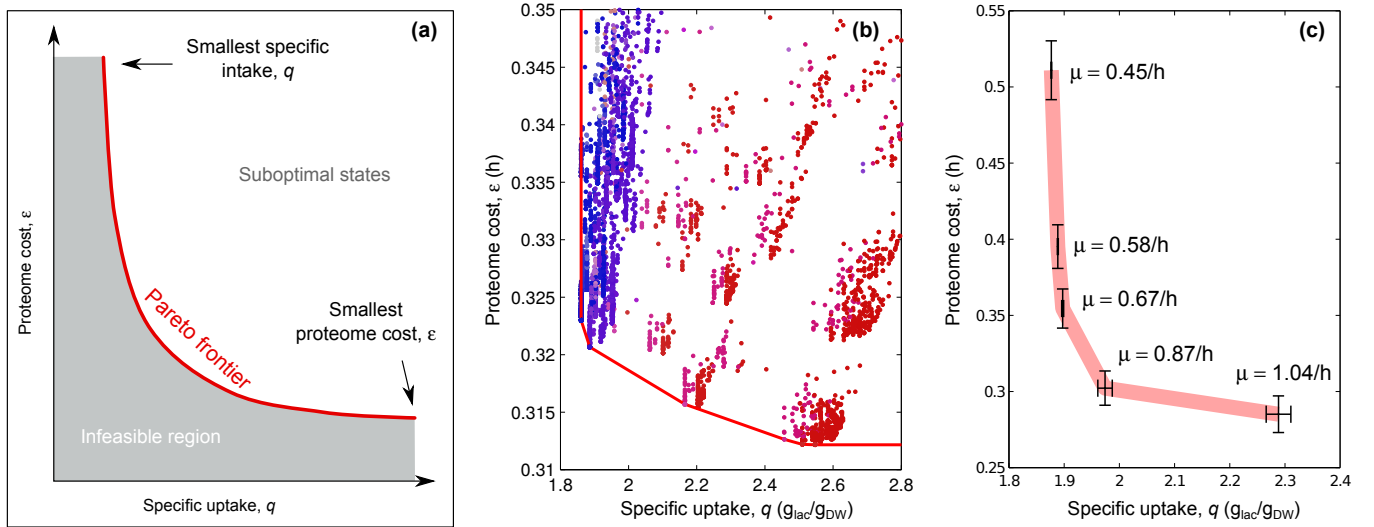 (a)
Smallest specific
intake, q
Suboptimal states
Smallest
proteome cost, ε
Pareto frontier
Infeasible region
Proteome cost, ε
Specific uptake, q
(b)
0.35
0.345
0.34
0.335
0.33
0.325
0.32
0.315
0.31
1.8
2
2.2
2.4
2.6
2.8
Proteome cost, ε (h)
Specific uptake, q (glac/gDW)
(c)
0.55
0.5
0.45
0.4
0.35
0.3
0.25
1.8
1.9
2
2.1
2.2
2.3
2.4
μ = 0.45/h
μ = 0.58/h
μ = 0.67/h
μ = 0.87/h
μ = 1.04/h
Proteome cost, ε (h)
Specific uptake, q (glac/gDW)